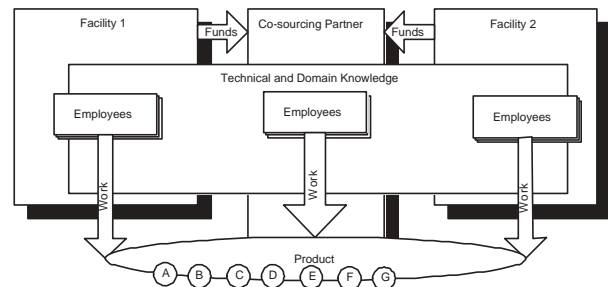 Facility 1
Co-sourcing Partner
Facility 2
Funds
Funds
Technical and Domain Knowledge
Employees
Employees
Employees
Work
Work
Work
Product
A
B
C
D
E
F
G